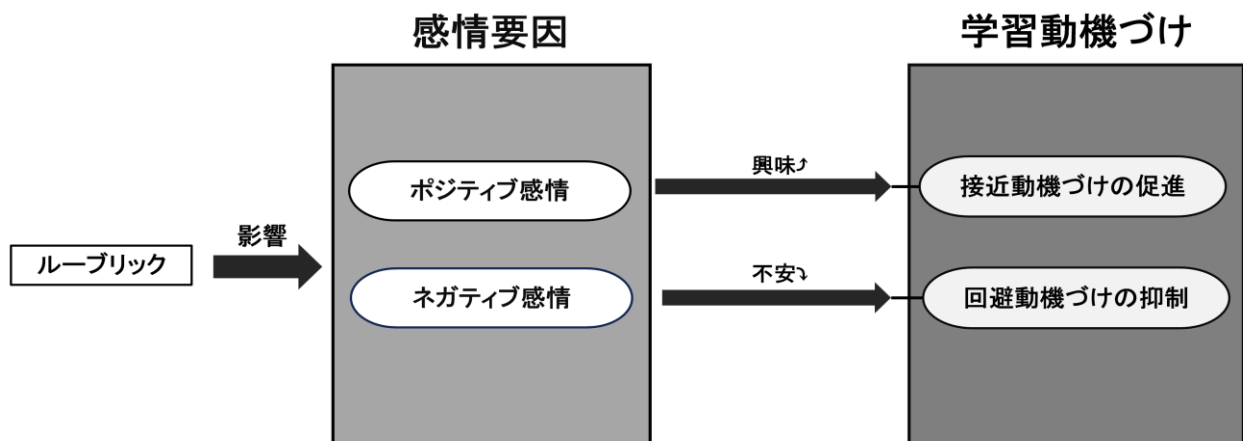 感情要因
学習動機づけ
ルーブリック
影響
ポジティブ感情
ネガティブ感情
興味⤴
不安⤵
接近動機づけの促進
回避動機づけの抑制